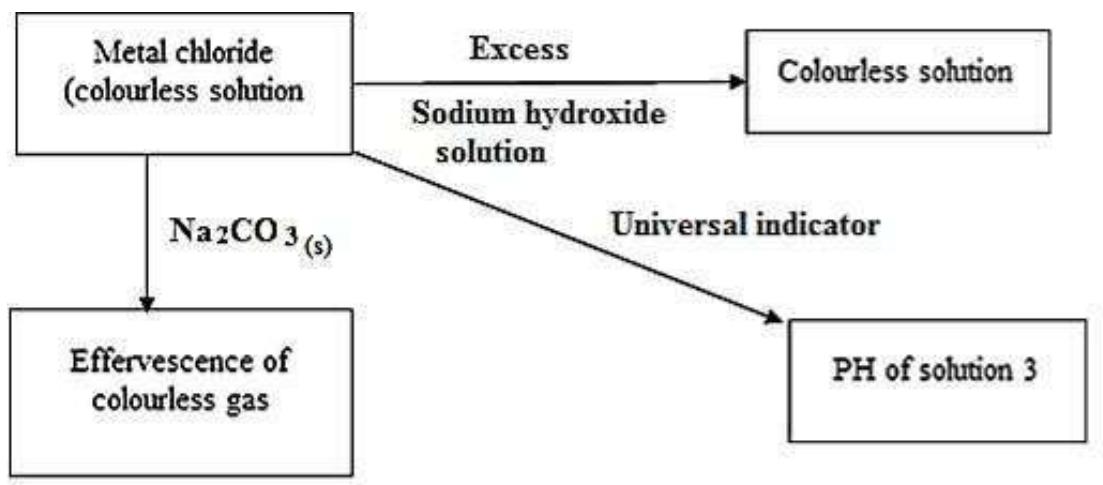 Metal chloride
(colourless solution
Excess
Sodium hydroxide
solution
Colourless solution
Na₂CO₃ (s)
Universal indicator
Effervescence of
colourless gas
PH of solution 3